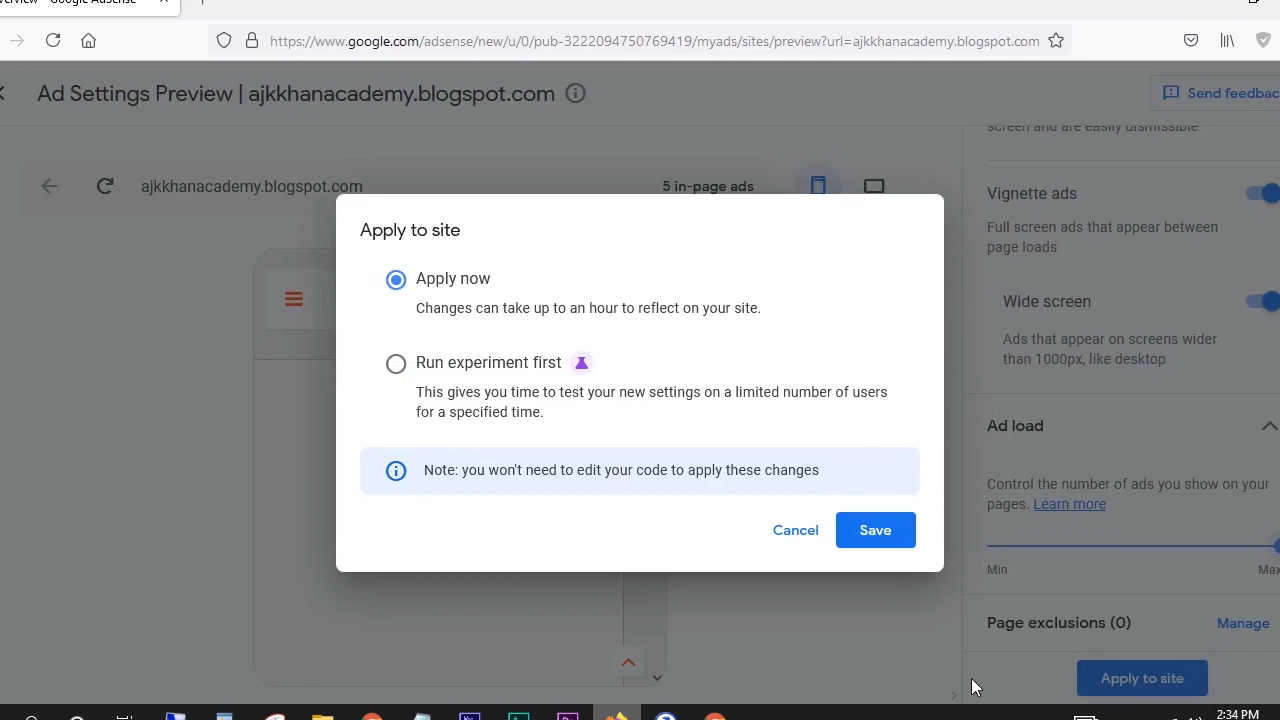 Google AdSense
https://www.google.com/adsense/new/u/0/pub-3222094750769419/myads/sites/preview?url=ajkkhanacademy.blogspot.com
Ad Settings Preview | ajkkhanacademy.blogspot.com
Send feedbac
screen and are easily dismissible
ajkkhanacademy.blogspot.com
5 in-page ads
Vignette ads
Full screen ads that appear between
page loads
Wide screen
Ads that appear on screens wider
than 1000px, like desktop
Ad load
Control the number of ads you show on your
pages. Learn more
Min
Max
Page exclusions (0)
Manage
Apply to site
Apply to site
Apply now
Changes can take up to an hour to reflect on your site.
Run experiment first
This gives you time to test your new settings on a limited number of users
for a specified time.
Note: you won't need to edit your code to apply these changes
Cancel
Save
2:34 PM